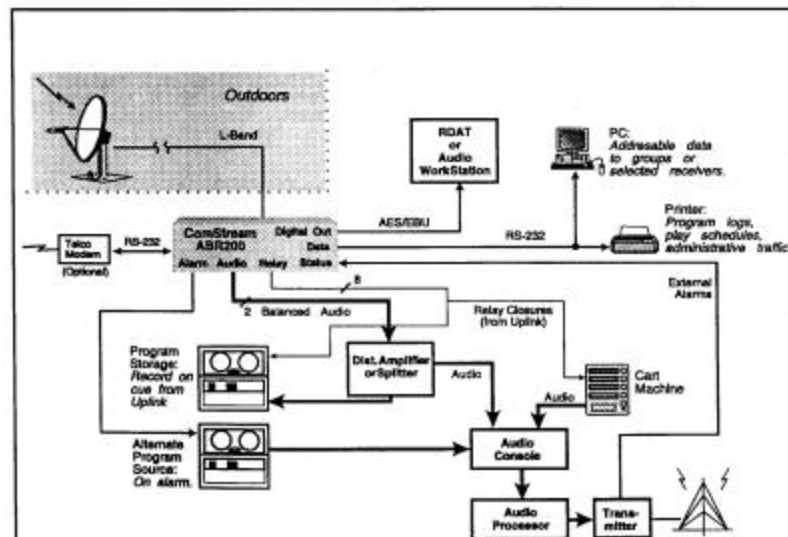 Outdoors
L-Band
RDAT
or
Audio
WorkStation
PC:
Addresable data
to groups or
selected receivers.
AES/EBU
RS-232
Printer:
Program logs,
play schedules,
administrative traffic
Telco
Modem
(Optional)
RS-232
ComStream
ABR200
Digital Out
Data
Alarm Audio Relay Status
8
2 Balanced Audio
Relay Closures
(from Uplink)
External
Alarms
Program
Storage:
Record on
cue from
Uplink
Dist. Amplifier
or Splitter
Audio
Audio
Cart
Machine
Alternate
Program
Source:
On alarm.
Audio
Console
Audio
Processor
Trans-
mitter